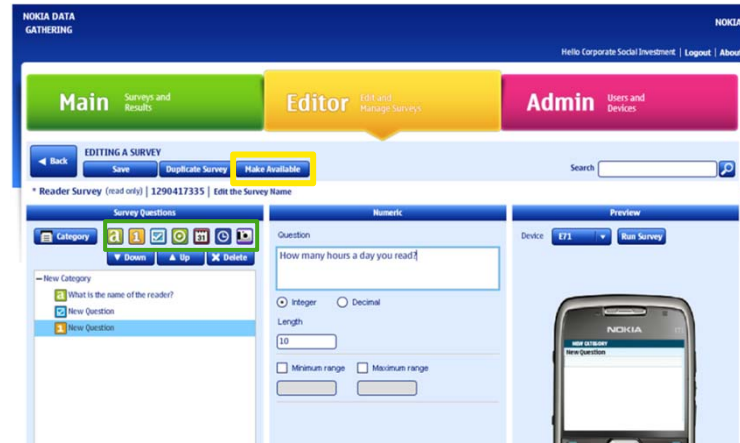 NOKIA DATA
GATHERING
NOKIA
Hello Corporate Social Investment | Logout | About
Main Surveys and Results
Editor Edit and Manage Surveys
Admin Users and Devices
Back
EDITING A SURVEY
Save Duplicate Survey Make Available
Search
* Reader Survey (read only) | 1290417335 | Edit the Survey Name
Survey Questions
Category
a 1 31
Down Up Delete
New Category
a What is the name of the reader?
New Question
1 New Question
Numeric
Question
How many hours a day you read?
Integer Decimal
Length
10
Minimum range Maximum range
Preview
Device E71 Run Survey
NOKIA
NEW CATEGORY
New Question